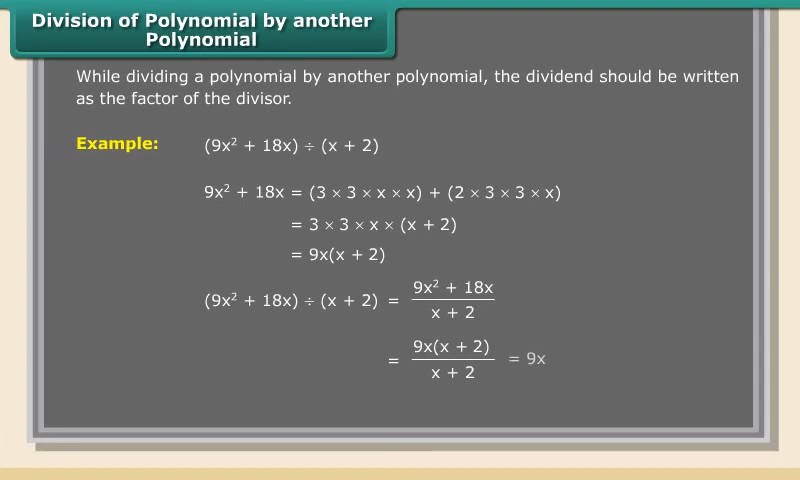 Division of Polynomial by another
Polynomial
While dividing a polynomial by another polynomial, the dividend should be written
as the factor of the divisor.
Example: (9x² + 18x) ÷ (x + 2)
9x² + 18x = (3 × 3 × x × x) + (2 × 3 × 3 × x)
= 3 × 3 × x × (x + 2)
= 9x(x + 2)
(9x² + 18x) ÷ (x + 2) = 9x² + 18x
x + 2
= 9x(x + 2) = 9x
x + 2